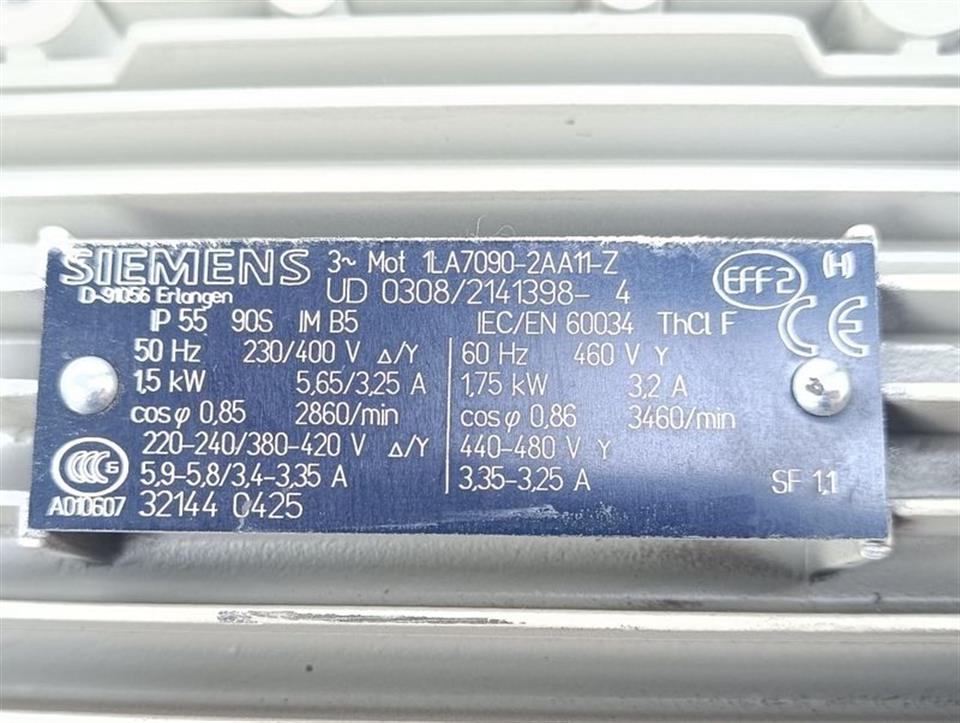 SIEMENS 3~ Mot 1LA7090-2AA11-Z EFF2 (H)
D-91056 Erlangen UD 0308/2141398- 4
IP 55 90S IM B5 IEC/EN 60034 ThCl F CE
50 Hz 230/400 V △/Y 60 Hz 460 V Y
1,5 kW 5,65/3,25 A 1,75 kW 3,2 A
cos φ 0,85 2860/min cos φ 0,86 3460/min
220-240/380-420 V △/Y 440-480 V Y
CCC G 5,9-5,8/3,4-3,35 A 3,35-3,25 A SF 1,1
A010607 32144 0425